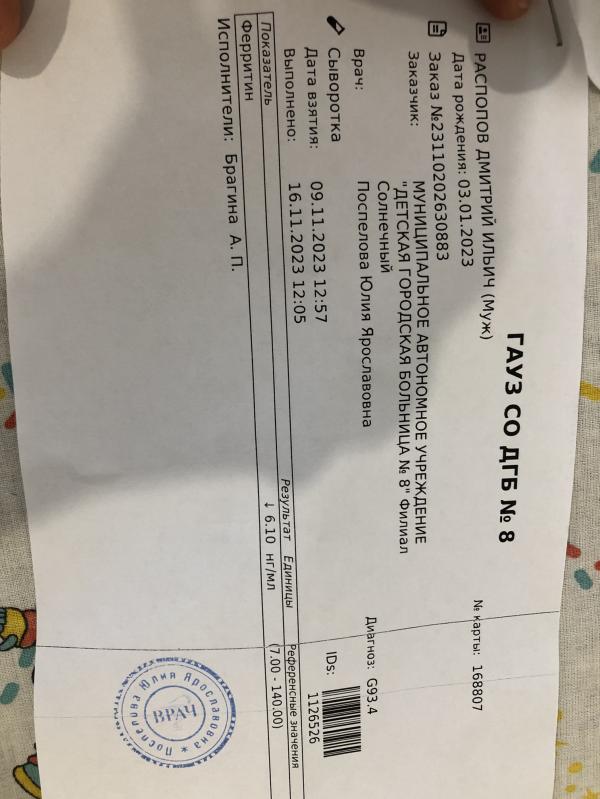 ГАУЗ СО ДГБ № 8
РАСПОПОВ ДМИТРИЙ ИЛЬИЧ (Муж)
№ карты: 168807
Дата рождения: 03.01.2023
Заказ №23110202630883
Заказчик: МУНИЦИПАЛЬНОЕ АВТОНОМНОЕ УЧРЕЖДЕНИЕ
"ДЕТСКАЯ ГОРОДСКАЯ БОЛЬНИЦА № 8" Филиал
Солнечный
Врач: Поспелова Юлия Ярославовна
Диагноз: G93.4
Сыворотка
IDs: 1126526
Дата взятия: 09.11.2023 12:57
Выполнено: 16.11.2023 12:05
Показатель Результат Единицы Референсные значения
Ферритин ↓ 6.10 нг/мл (7.00 - 140.00)
Исполнители: Брагина А. П.
Поспелова Юлия Ярославовна *
ВРАЧ